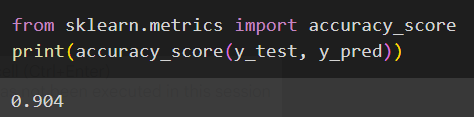 from sklearn.metrics import accuracy_score
print(accuracy_score(y_test, y_pred))
0.904